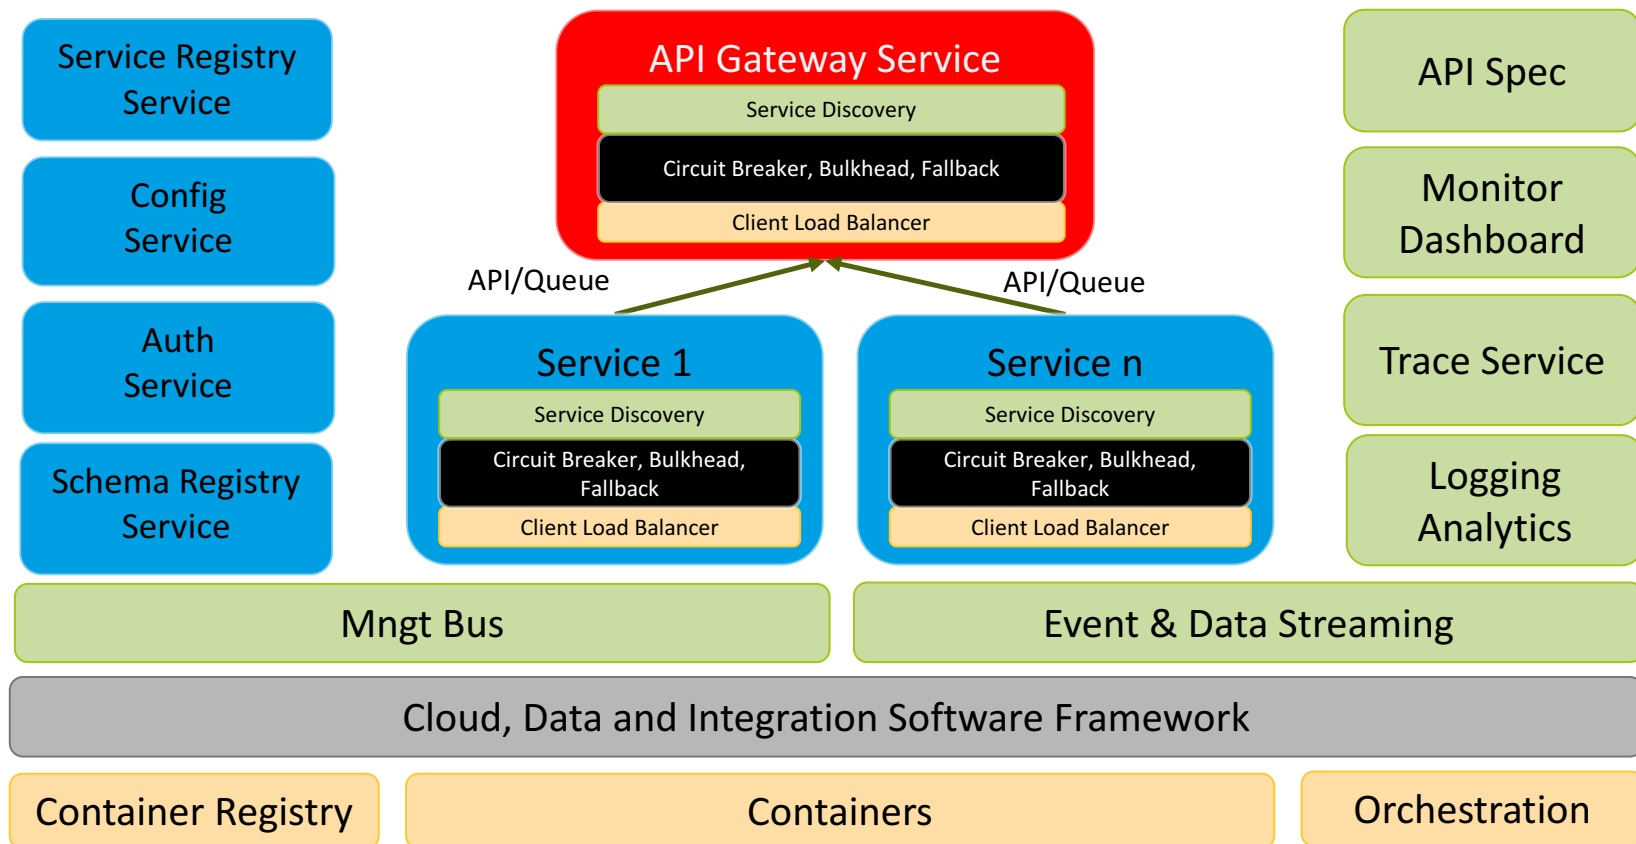 Service Registry
Service
Config
Service
Auth
Service
Schema Registry
Service
API Gateway Service
Service Discovery
Circuit Breaker, Bulkhead, Fallback
Client Load Balancer
API/Queue
API/Queue
Service 1
Service Discovery
Circuit Breaker, Bulkhead,
Fallback
Client Load Balancer
Service n
Service Discovery
Circuit Breaker, Bulkhead,
Fallback
Client Load Balancer
API Spec
Monitor
Dashboard
Trace Service
Logging
Analytics
Mngt Bus
Event & Data Streaming
Cloud, Data and Integration Software Framework
Container Registry
Containers
Orchestration